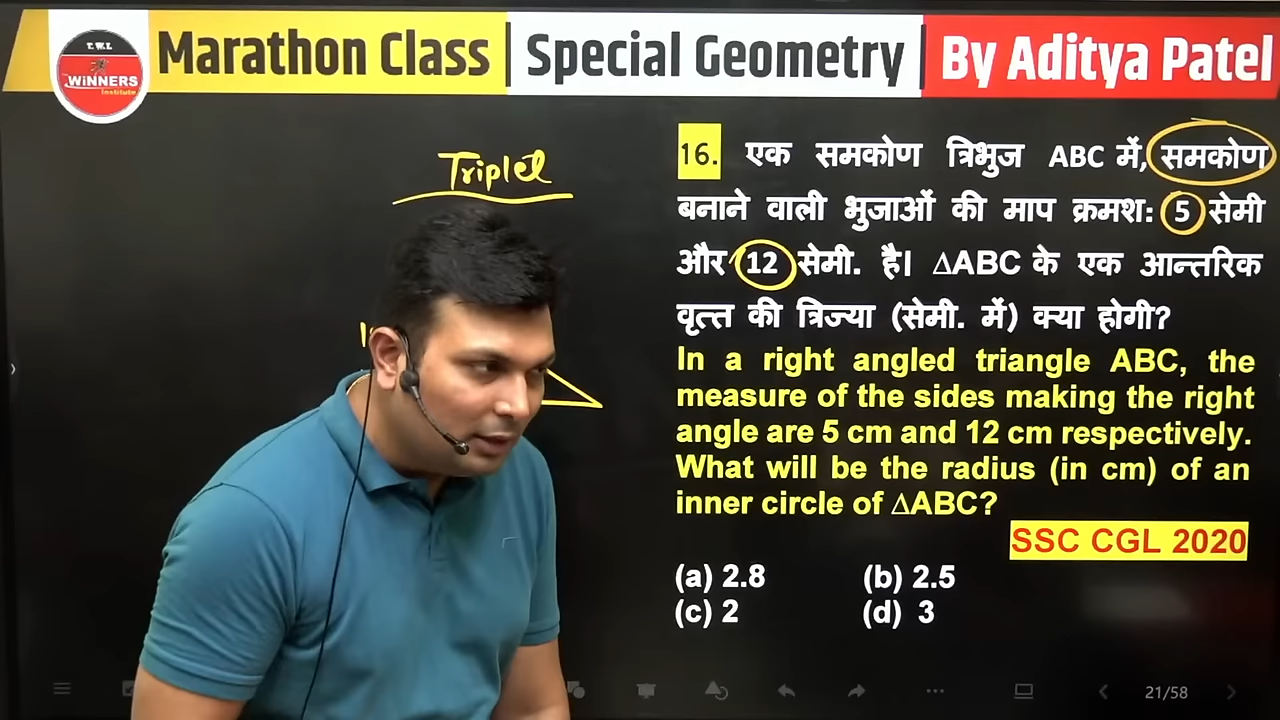 T.W.I.
WINNERS
Institute
Marathon Class | Special Geometry By Aditya Patel
Triplet
16. एक समकोण त्रिभुज ABC में, समकोण
बनाने वाली भुजाओं की माप क्रमश: 5 सेमी
और 12 सेमी. है। ∆ABC के एक आन्तरिक
वृत्त की त्रिज्या (सेमी. में) क्या होगी?
In a right angled triangle ABC, the
measure of the sides making the right
angle are 5 cm and 12 cm respectively.
What will be the radius (in cm) of an
inner circle of ∆ABC?
SSC CGL 2020
(a) 2.8 (b) 2.5
(c) 2 (d) 3
21/58